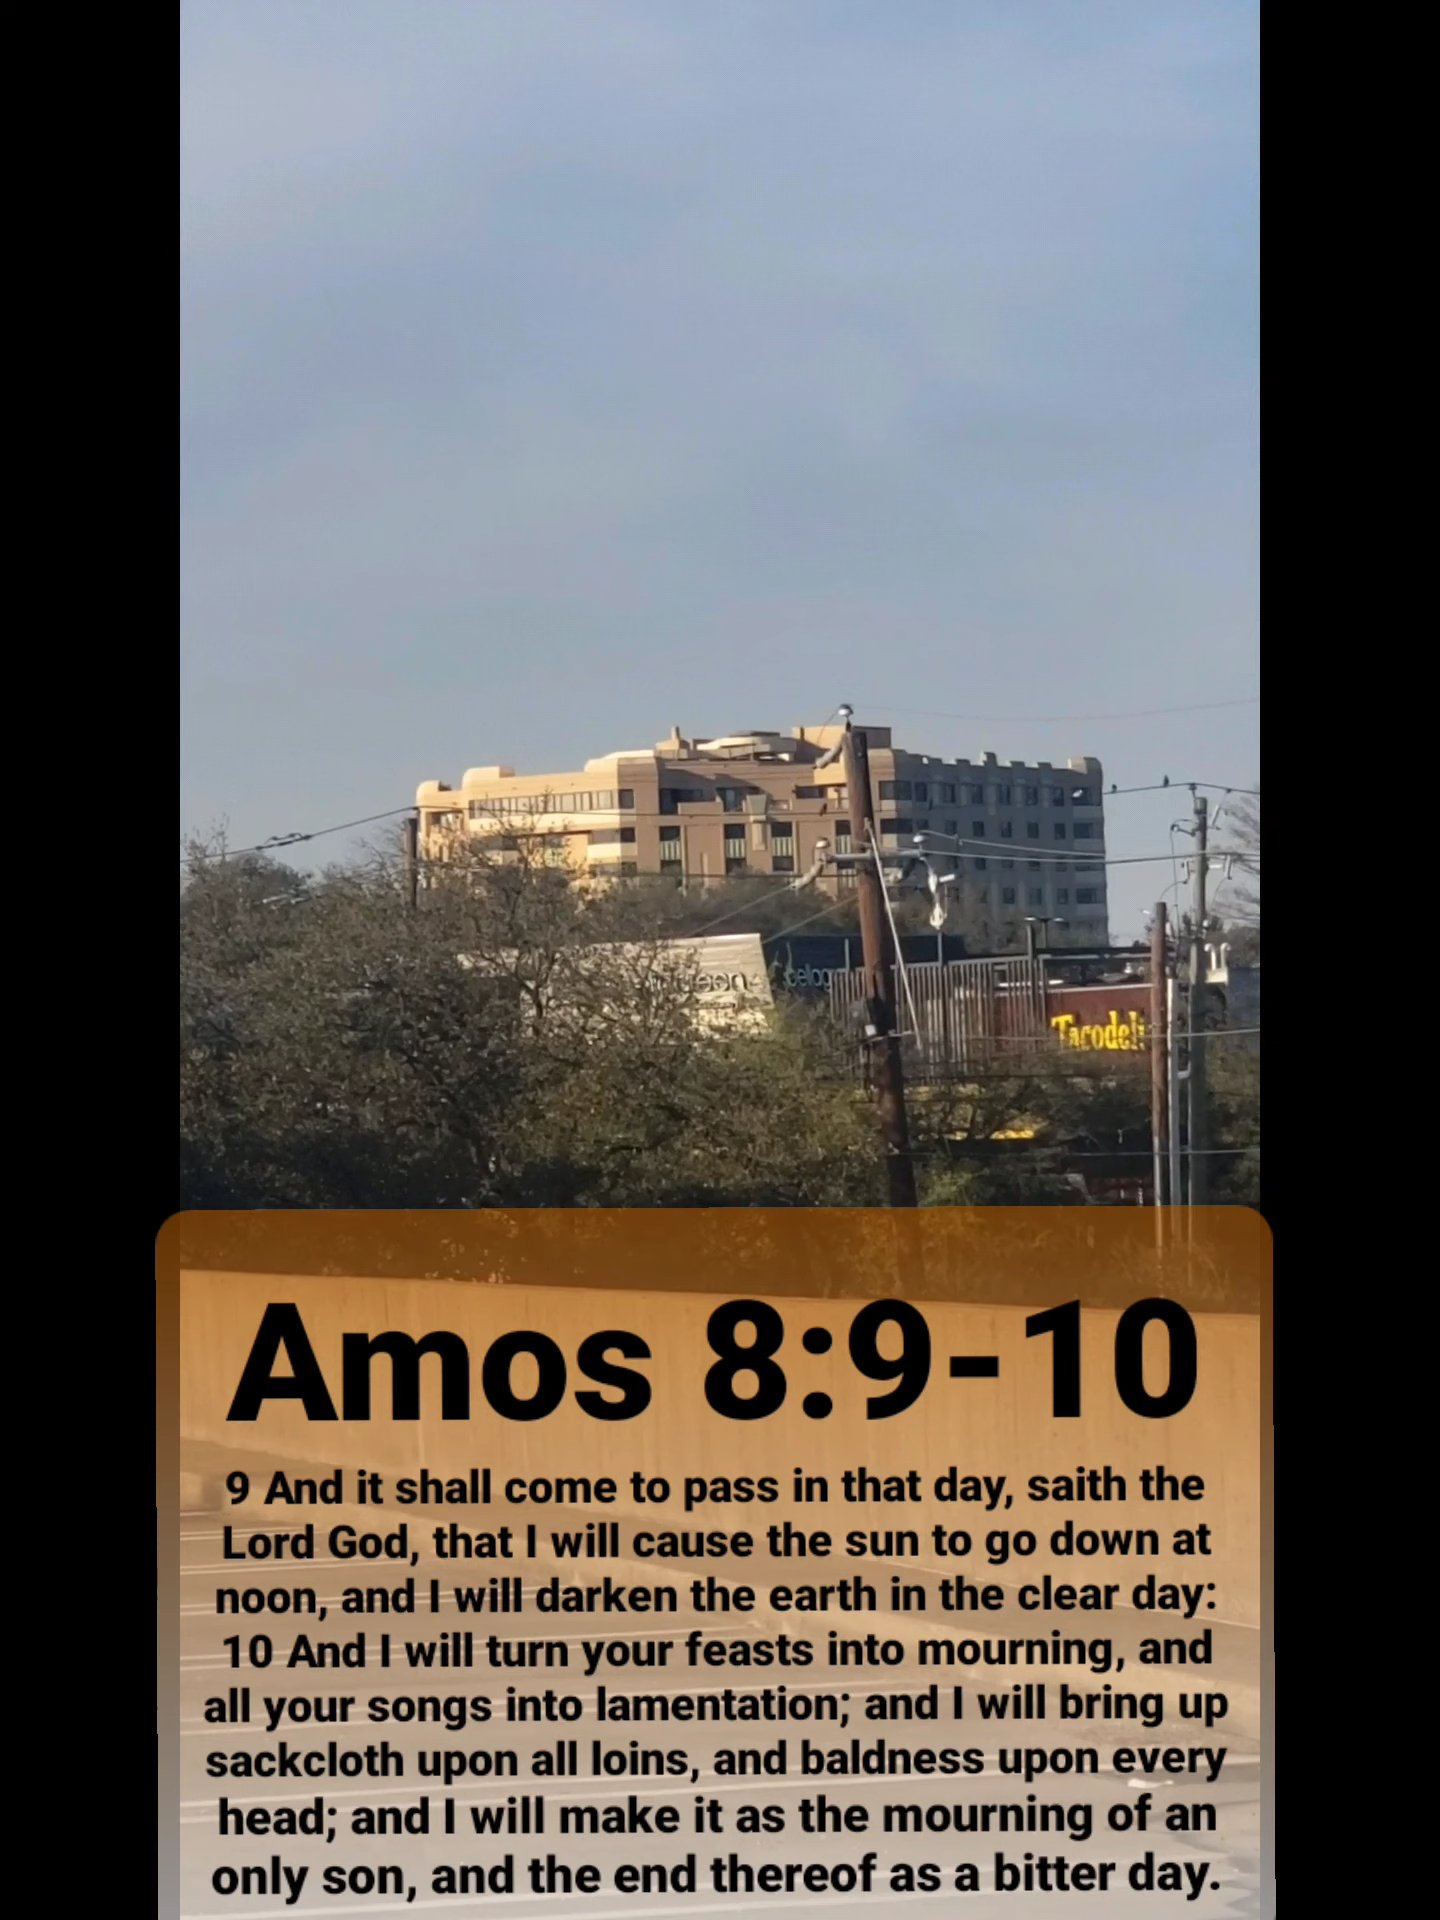 Tacodeli
Amos 8:9-10
9 And it shall come to pass in that day, saith the
Lord God, that I will cause the sun to go down at
noon, and I will darken the earth in the clear day:
10 And I will turn your feasts into mourning, and
all your songs into lamentation; and I will bring up
sackcloth upon all loins, and baldness upon every
head; and I will make it as the mourning of an
only son, and the end thereof as a bitter day.